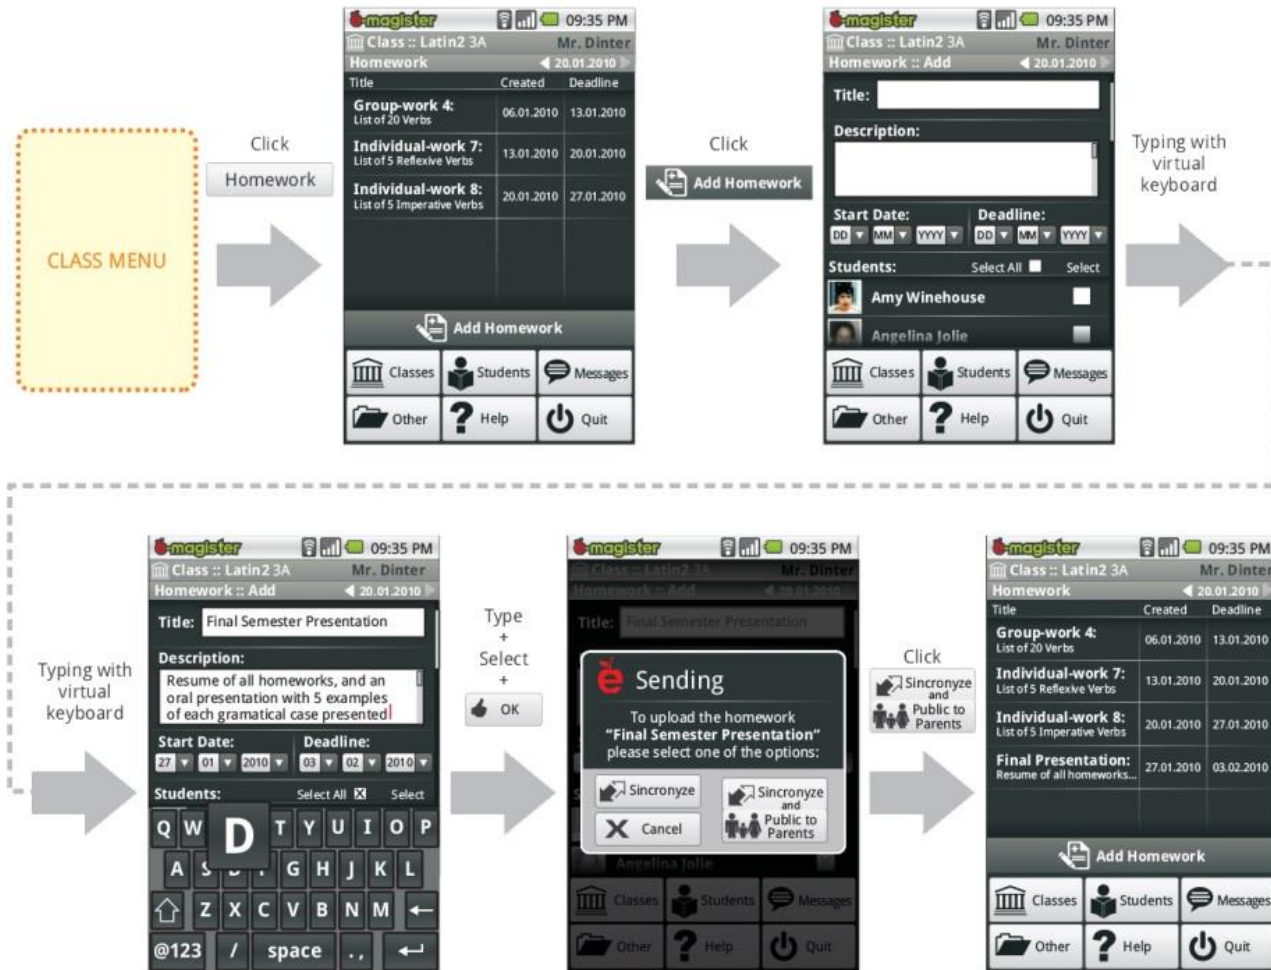 CLASS MENU
Click
Homework
e-magister 09:35 PM
Class :: Latin2 3A Mr. Dinter
Homework 20.01.2010
Title Created Deadline
Group-work 4:
List of 20 Verbs
06.01.2010 13.01.2010
Individual-work 7:
List of 5 Reflexive Verbs
13.01.2010 20.01.2010
Individual-work 8:
List of 5 Imperative Verbs
20.01.2010 27.01.2010
Add Homework
Classes Students Messages
Other Help Quit
Click
Add Homework
e-magister 09:35 PM
Class :: Latin2 3A Mr. Dinter
Homework :: Add 20.01.2010
Title:
Description:
Start Date: Deadline:
DD MM YYYY DD MM YYYY
Students: Select All Select
Amy Winehouse
Angelina Jolie
Classes Students Messages
Other Help Quit
Typing with
virtual
keyboard
Typing with
virtual
keyboard
e-magister 09:35 PM
Class :: Latin2 3A Mr. Dinter
Homework :: Add 20.01.2010
Title: Final Semester Presentation
Description:
Resume of all homeworks, and an
oral presentation with 5 examples
of each gramatical case presented
Start Date: Deadline:
27 01 2010 03 02 2010
Students: Select All Select
Q W D T Y U I O P
A S G H J K L
Z X C V B N M
@123 / space . ,
Type
+
Select
+
OK
e-magister 09:35 PM
Class :: Latin2 3A Mr. Dinter
Homework :: Add 20.01.2010
Title: Final Semester Presentation
Sending
To upload the homework
“Final Semester Presentation”
please select one of the options:
Sincronyze
Cancel
Sincronyze
and
Public to
Parents
Angelina Jolie
Classes Students Messages
Other Help Quit
Click
Sincronyze
and
Public to
Parents
e-magister 09:35 PM
Class :: Latin2 3A Mr. Dinter
Homework 20.01.2010
Title Created Deadline
Group-work 4:
List of 20 Verbs
06.01.2010 13.01.2010
Individual-work 7:
List of 5 Reflexive Verbs
13.01.2010 20.01.2010
Individual-work 8:
List of 5 Imperative Verbs
20.01.2010 27.01.2010
Final Presentation:
Resume of all homeworks...
27.01.2010 03.02.2010
Add Homework
Classes Students Messages
Other Help Quit